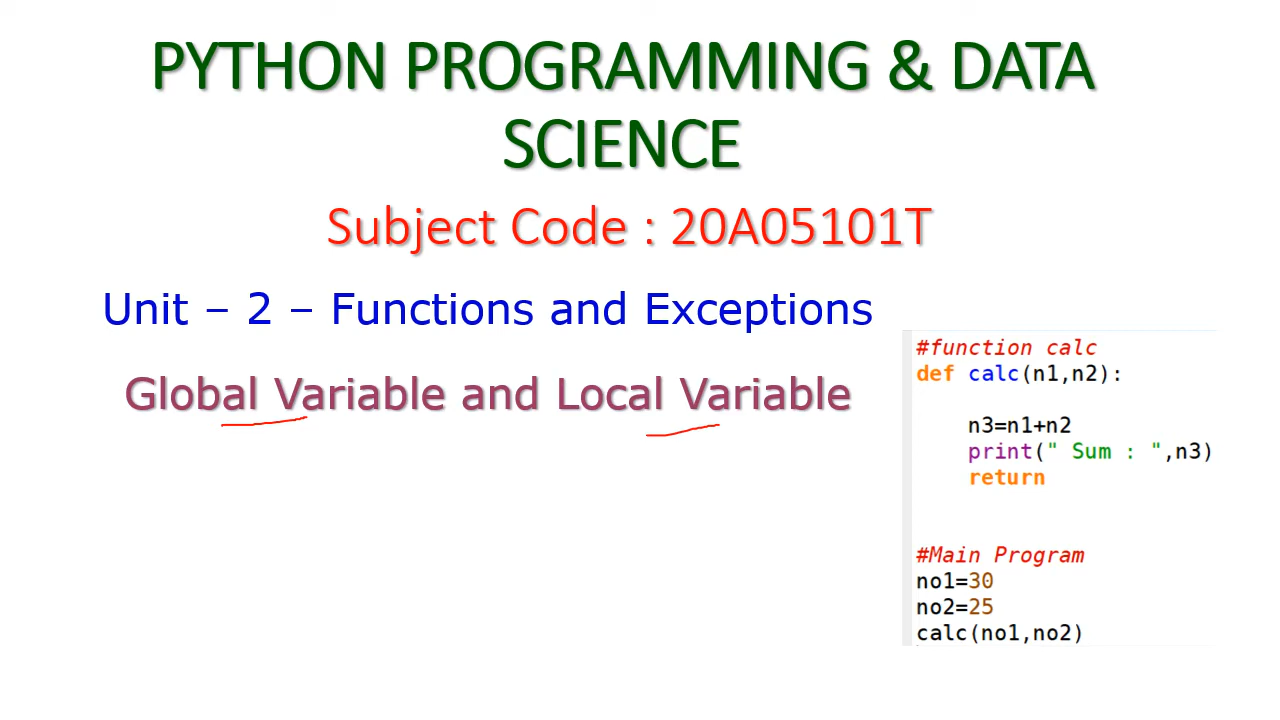 PYTHON PROGRAMMING & DATA
SCIENCE
Subject Code : 20A05101T
Unit – 2 – Functions and Exceptions
Global Variable and Local Variable
#function calc
def calc(n1,n2):
n3=n1+n2
print(" Sum : ",n3)
return
#Main Program
no1=30
no2=25
calc(no1,no2)